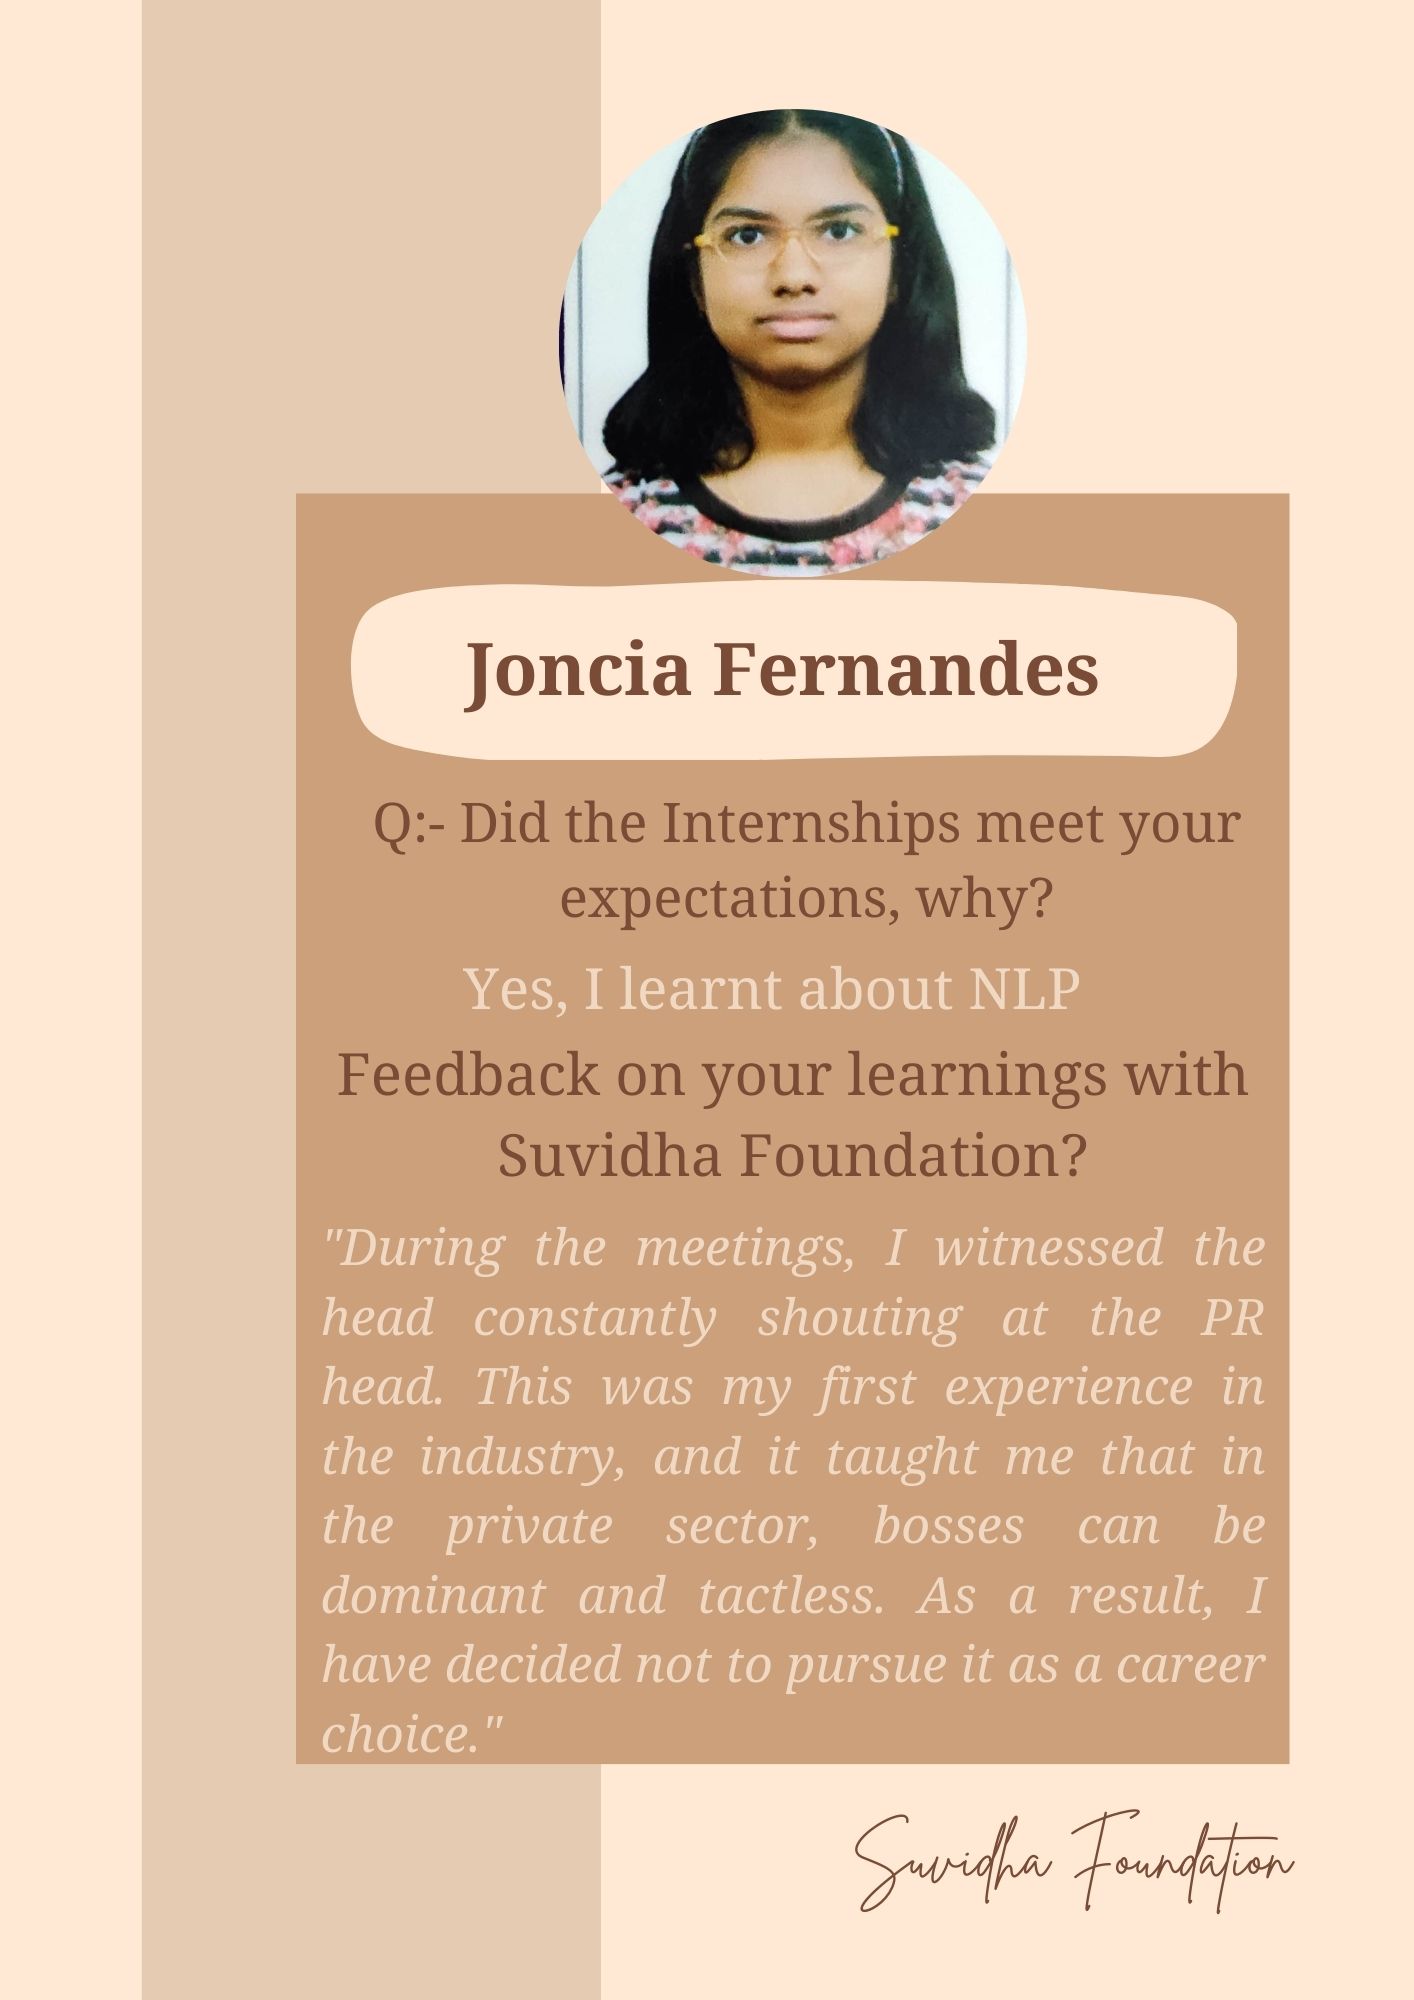 Joncia Fernandes
Q:- Did the Internships meet your
expectations, why?
Yes, I learnt about NLP
Feedback on your learnings with
Suvidha Foundation?
"During the meetings, I witnessed the
head constantly shouting at the PR
head. This was my first experience in
the industry, and it taught me that in
the private sector, bosses can be
dominant and tactless. As a result, I
have decided not to pursue it as a career
choice."
Suvidha Foundation